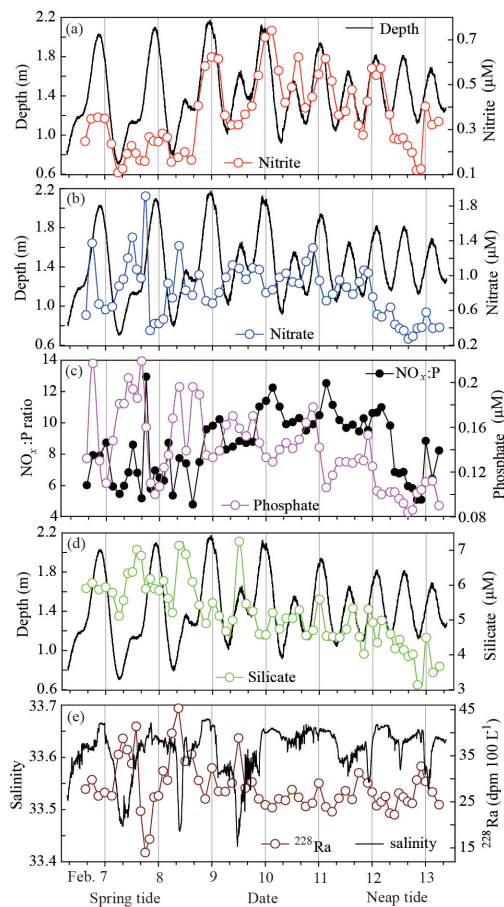 (a)
Depth
2.2
1.8
1.4
1.0
0.6
Depth (m)
Nitrite
0.7
0.5
0.3
0.1
Nitrite (μM)
(b)
2.2
1.8
1.4
1.0
0.6
Depth (m)
Nitrate
1.8
1.4
1.0
0.6
0.2
Nitrate (μM)
(c)
NOx:P
14
12
10
8
6
4
NOx:P ratio
Phosphate
0.2
0.16
0.12
0.08
Phosphate (μM)
(d)
2.2
1.8
1.4
1.0
0.6
Depth (m)
Silicate
7
6
5
4
3
Silicate (μM)
(e)
33.7
33.6
33.5
33.4
Salinity
²²⁸Ra
salinity
45
35
25
15
²²⁸Ra (dpm 100 L⁻¹)
Feb. 7 8 9 10 11 12 13
Spring tide Date Neap tide